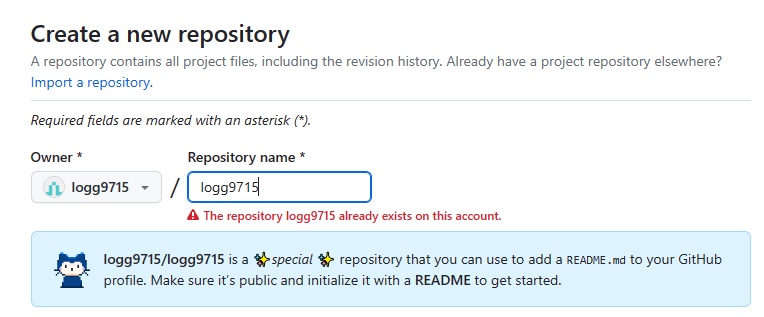 Create a new repository
A repository contains all project files, including the revision history. Already have a project repository elsewhere?
Import a repository.
Required fields are marked with an asterisk (*).
Owner * Repository name *
logg9715 / logg9715
The repository logg9715 already exists on this account.
logg9715/logg9715 is a ✨special ✨ repository that you can use to add a README.md to your GitHub
profile. Make sure it's public and initialize it with a README to get started.